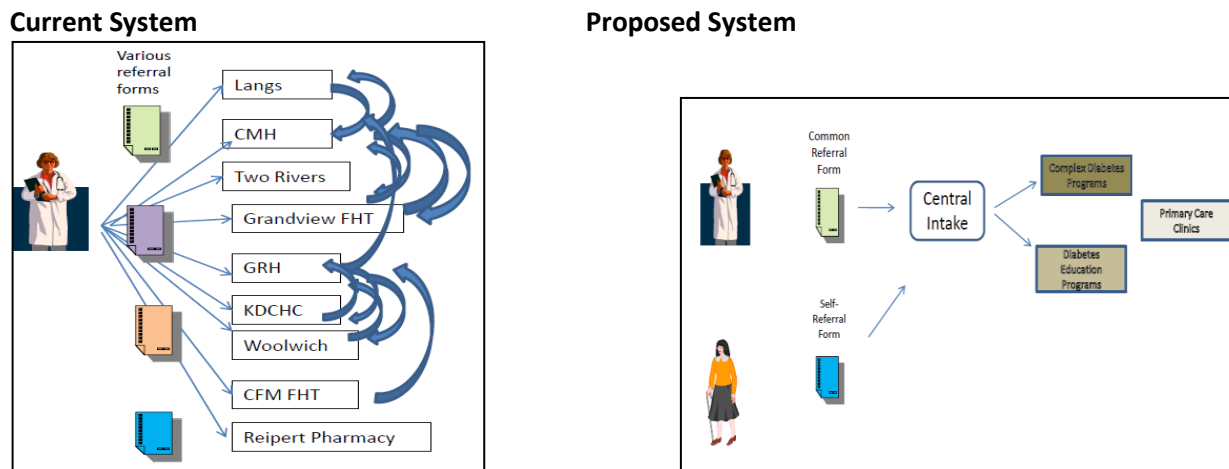 Current System
Proposed System
Various
referral
forms
Langs
CMH
Two Rivers
Grandview FHT
GRH
KDCHC
Woolwich
CFM FHT
Reipert Pharmacy
Common
Referral
Form
Central
Intake
Complex Diabetes
Programs
Primary Care
Clinics
Diabetes
Education
Programs
Self-
Referral
Form